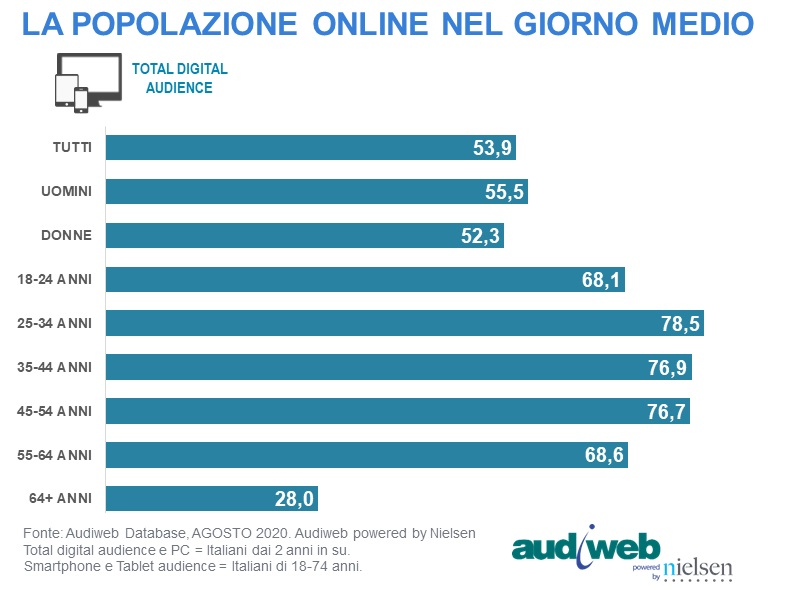 LA POPOLAZIONE ONLINE NEL GIORNO MEDIO
TOTAL DIGITAL
AUDIENCE
TUTTI 53,9
UOMINI 55,5
DONNE 52,3
18-24 ANNI 68,1
25-34 ANNI 78,5
35-44 ANNI 76,9
45-54 ANNI 76,7
55-64 ANNI 68,6
64+ ANNI 28,0
Fonte: Audiweb Database, AGOSTO 2020. Audiweb powered by Nielsen
Total digital audience e PC = Italiani dai 2 anni in su.
Smartphone e Tablet audience = Italiani di 18-74 anni.
audiweb
powered
by nielsen